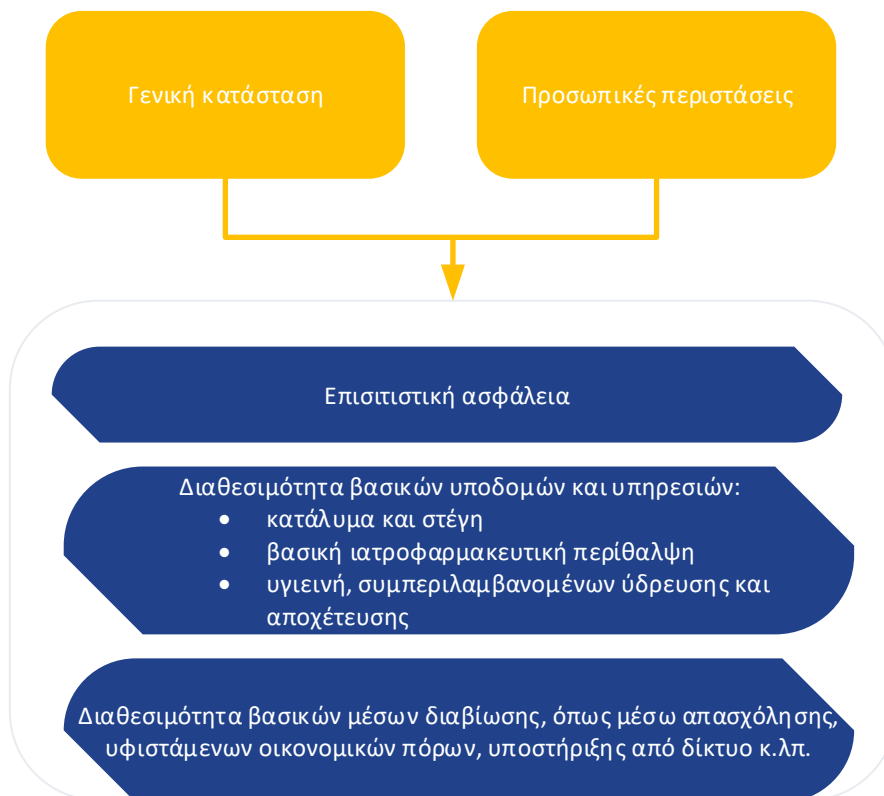 Γενική κατάσταση
Προσωπικές περιστάσεις
Επισιτιστική ασφάλεια
Διαθεσιμότητα βασικών υποδομών και υπηρεσιών:
• κατάλυμα και στέγη
• βασική ιατροφαρμακευτική περίθαλψη
• υγιεινή, συμπεριλαμβανομένων ύδρευσης και
αποχέτευσης
Διαθεσιμότητα βασικών μέσων διαβίωσης, όπως μέσω απασχόλησης,
υφιστάμενων οικονομικών πόρων, υποστήριξης από δίκτυο κ.λπ.